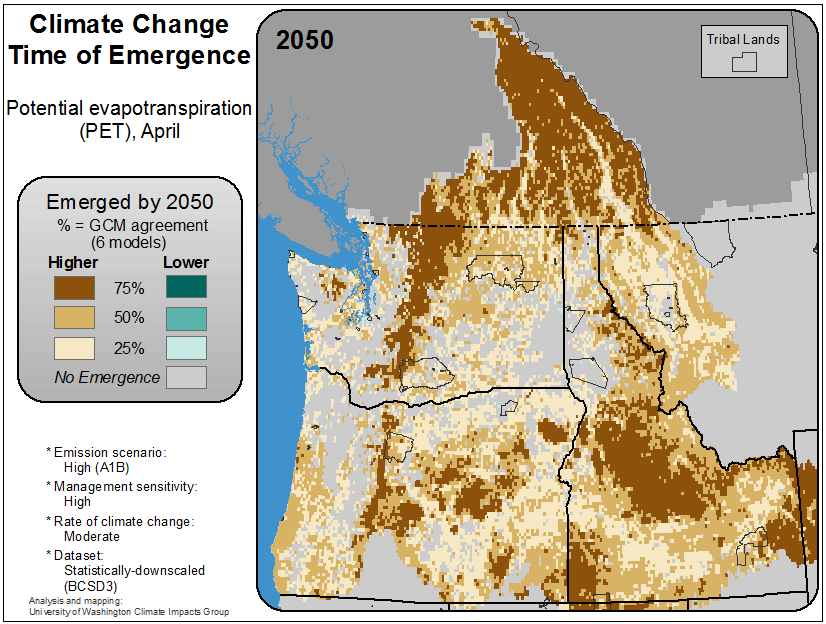 Climate Change
Time of Emergence
Potential evapotranspiration
(PET), April
Emerged by 2050
% = GCM agreement
(6 models)
Higher Lower
75%
50%
25%
No Emergence
* Emission scenario:
High (A1B)
* Management sensitivity:
High
* Rate of climate change:
Moderate
* Dataset:
Statistically-downscaled
(BCSD3)
Analysis and mapping:
University of Washington Climate Impacts Group
2050
Tribal Lands